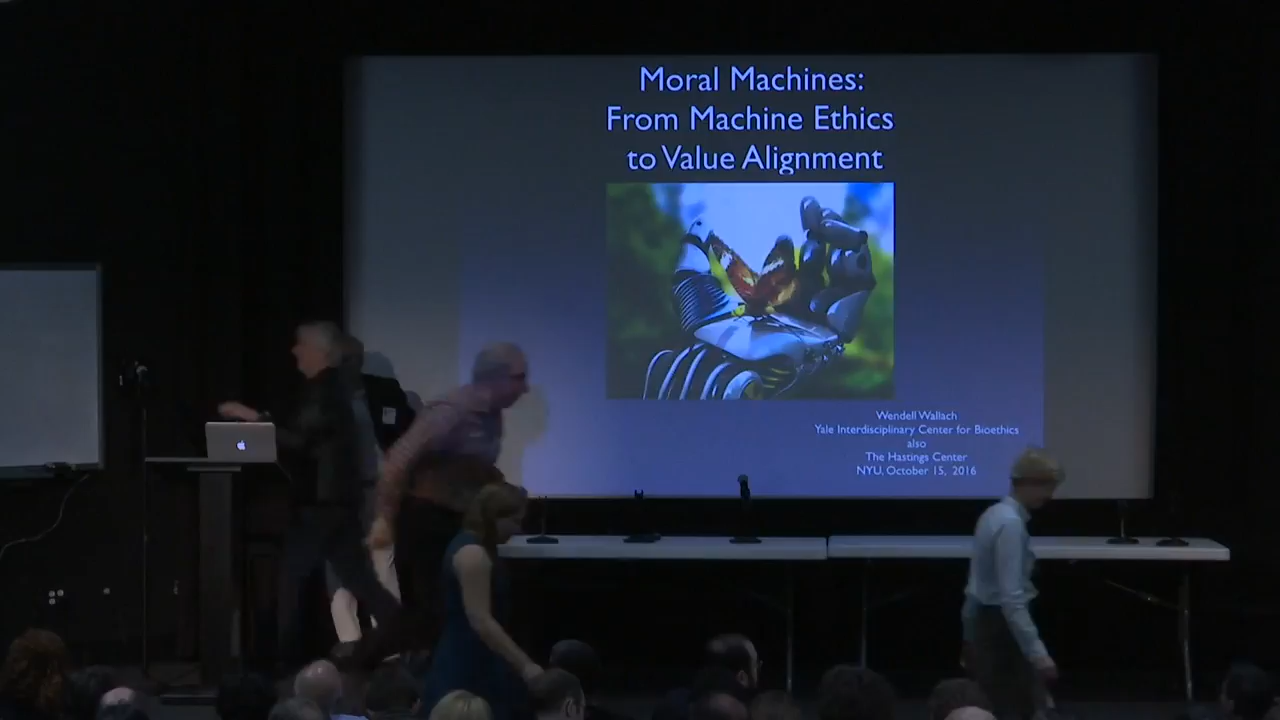 Moral Machines:
From Machine Ethics
to Value Alignment
Wendell Wallach
Yale Interdisciplinary Center for Bioethics
also
The Hastings Center
NYU, October 15, 2016